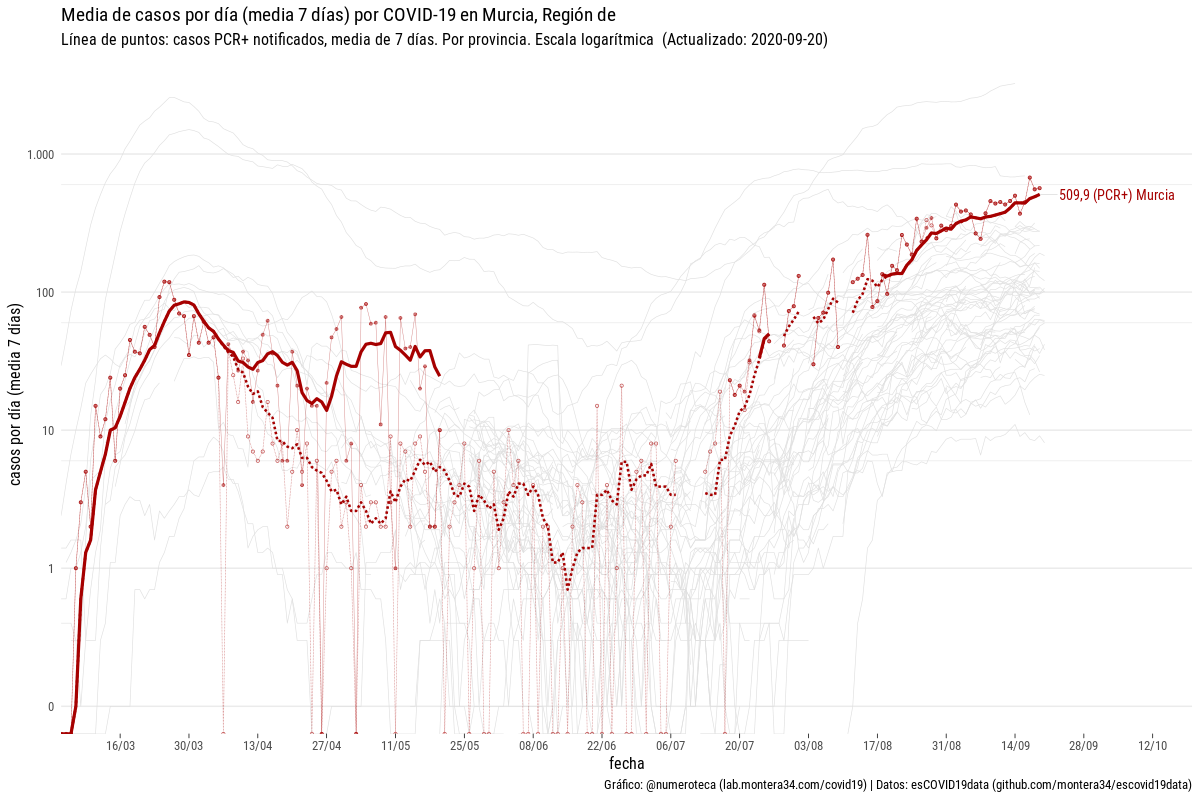 Media de casos por día (media 7 días) por COVID-19 en Murcia, Región de
Línea de puntos: casos PCR+ notificados, media de 7 días. Por provincia. Escala logarítmica (Actualizado: 2020-09-20)
casos por día (media 7 días)
1.000
100
10
1
0
509,9 (PCR+) Murcia
16/03 30/03 13/04 27/04 11/05 25/05 08/06 22/06 06/07 20/07 03/08 17/08 31/08 14/09 28/09 12/10
fecha
Gráfico: @numeroteca (lab.montera34.com/covid19) | Datos: esCOVID19data (github.com/montera34/escovid19data)